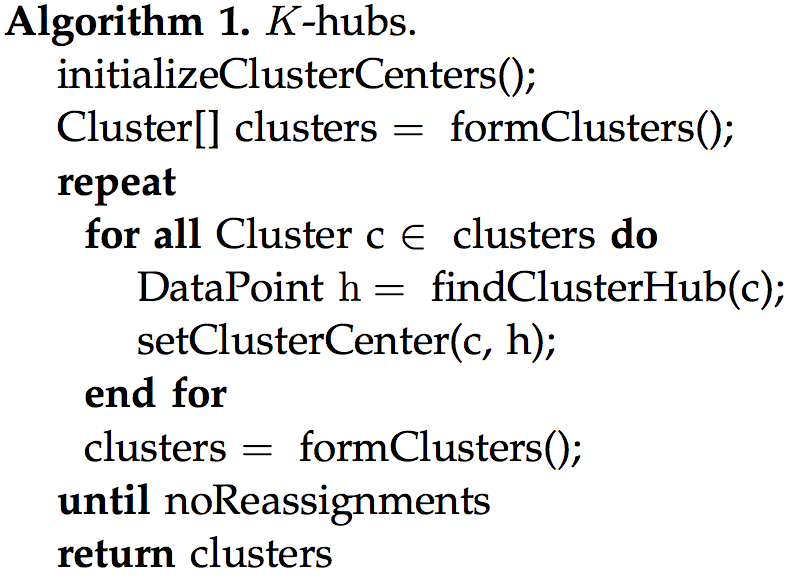 Algorithm 1. K-hubs.
initializeClusterCenters();
Cluster[] clusters = formClusters();
repeat
for all Cluster c ∈ clusters do
DataPoint h = findClusterHub(c);
setClusterCenter(c, h);
end for
clusters = formClusters();
until noReassignments
return clusters